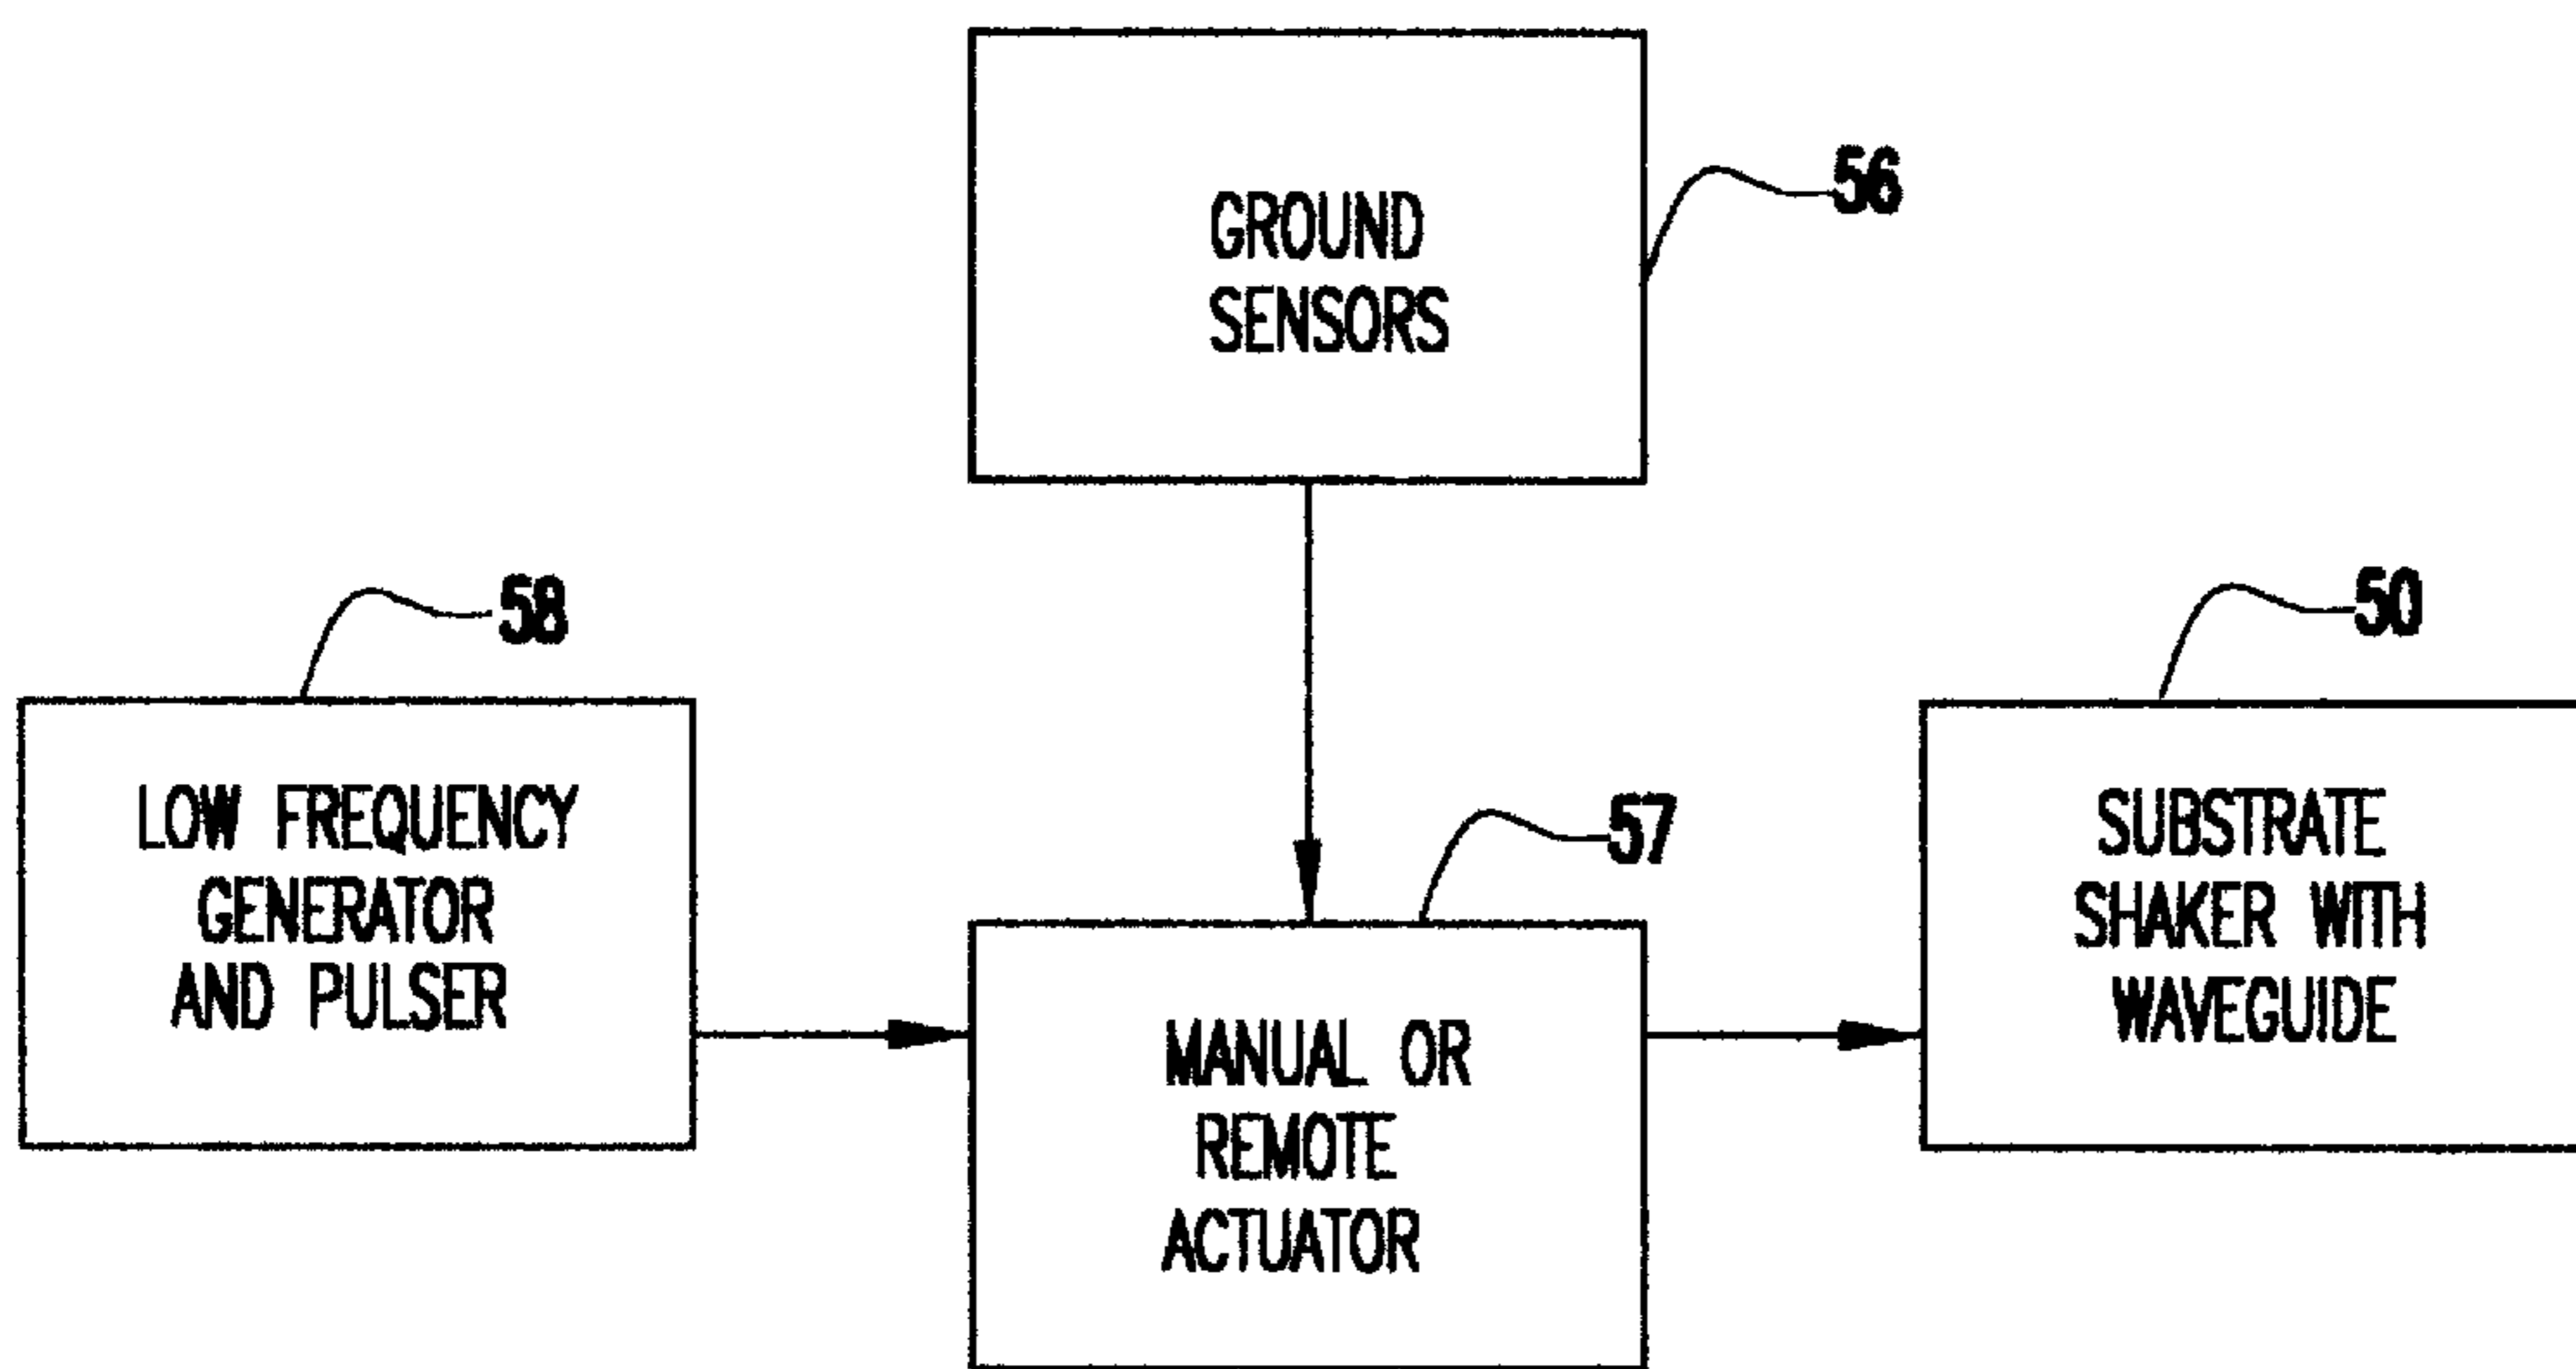 GROUND
SENSORS
56
58
LOW FREQUENCY
GENERATOR
AND PULSER
57
MANUAL OR
REMOTE
ACTUATOR
50
SUBSTRATE
SHAKER WITH
WAVEGUIDE